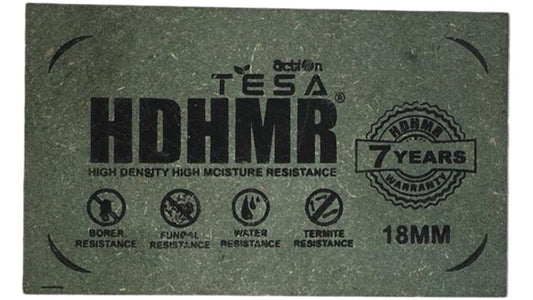 action
TESA
HDHMR®
HIGH DENSITY HIGH MOISTURE RESISTANCE
HDHMR
7 YEARS
WARRANTY
BORER
RESISTANCE
FUNGAL
RESISTANCE
WATER
RESISTANCE
TERMITE
RESISTANCE
18MM